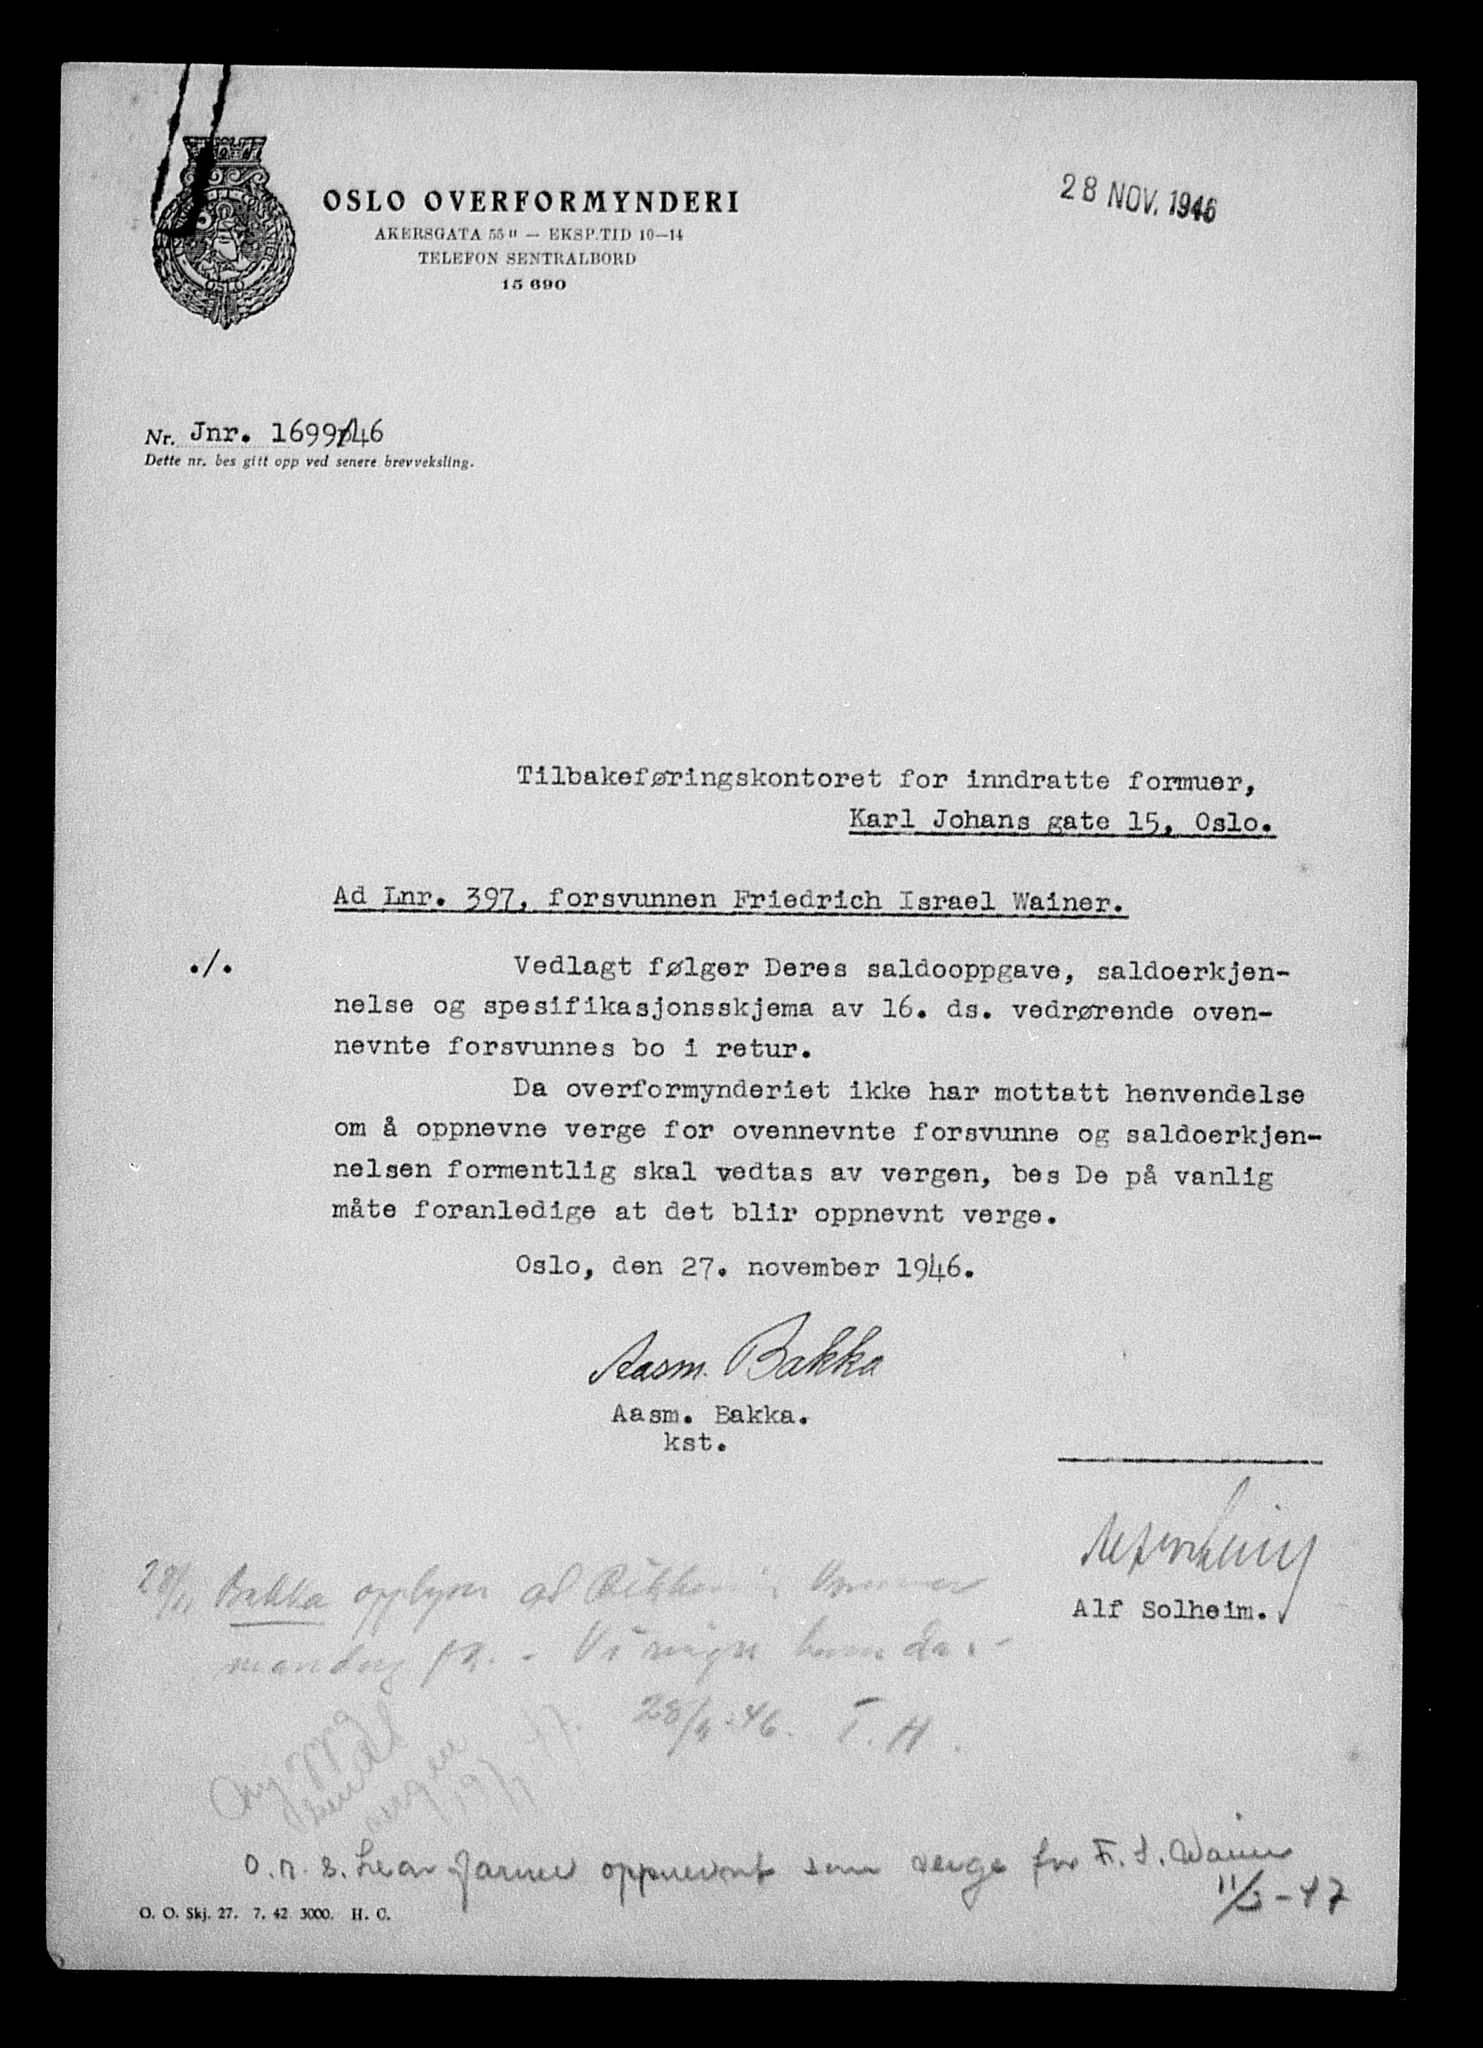 OSLO OVERFORMYNDERI
AKERSGATA 55 II — EKSP.TID 10—14
TELEFON SENTRALBORD
15 690
28 NOV. 1946
OSLO
Nr. Jnr. 1699/46
Dette nr. bes gitt opp ved senere brevveksling.
Tilbakeføringskontoret for inndratte formuer,
Karl Johans gate 15, Oslo.
Ad Lnr. 397, forsvunnen Friedrich Israel Wainer.
./.
Vedlagt følger Deres saldooppgave, saldoerkjen-
nelse og spesifikasjonsskjema av 16. ds. vedrørende oven-
nevnte forsvunnes bo i retur.
Da overformynderiet ikke har mottatt henvendelse
om å oppnevne verge for ovennevnte forsvunne og saldoerkjen-
nelsen formentlig skal vedtas av vergen, bes De på vanlig
måte foranledige at det blir oppnevnt verge.
Oslo, den 27. november 1946.
Aasm. Bakka
Aasm. Bakka.
kst.
Alf Solheim.
Bakka
mandag
T. H.
oppnevnt som verge for F. I. Wainer
-47
O. O. Skj. 27. 7. 42 3000. H. C.